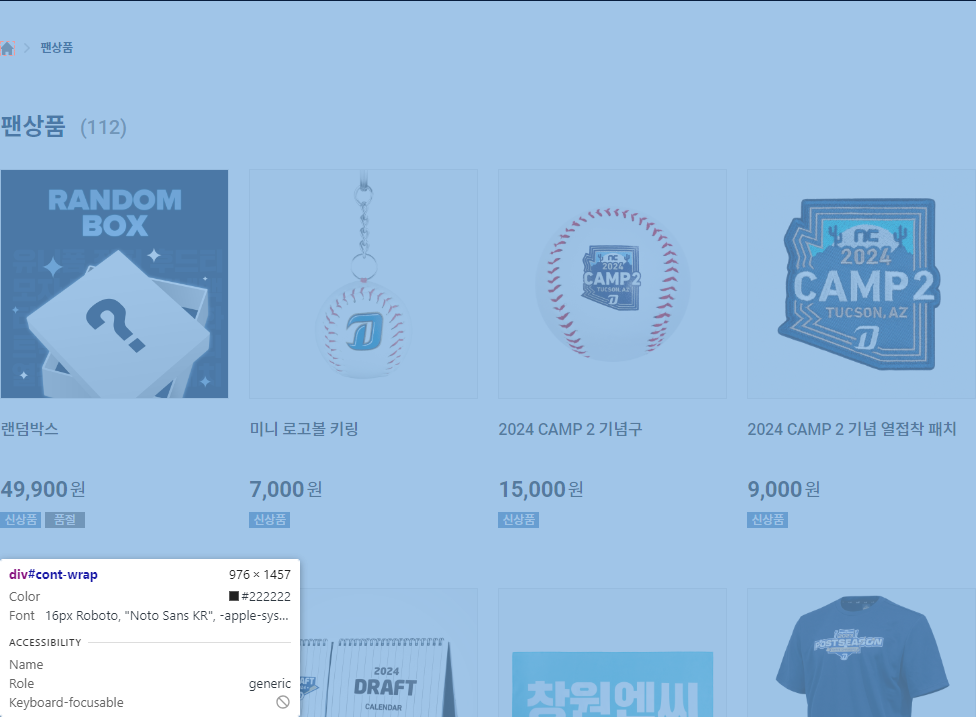 팬상품
팬상품 (112)
RANDOM
BOX
?
nc
2024
CAMP 2
TUCSON, AZ
D
nc
2024
CAMP 2
TUCSON, AZ
D
랜덤박스
미니 로고볼 키링
2024 CAMP 2 기념구
2024 CAMP 2 기념 열접착 패치
49,900원
7,000원
15,000원
9,000원
신상품 품절
신상품
신상품
신상품
div#cont-wrap 976 × 1457
Color #222222
Font 16px Roboto, "Noto Sans KR", -apple-sys...
ACCESSIBILITY
Name
Role generic
Keyboard-focusable
2024
DRAFT
CALENDAR
창원엔씨
POSTSEASON